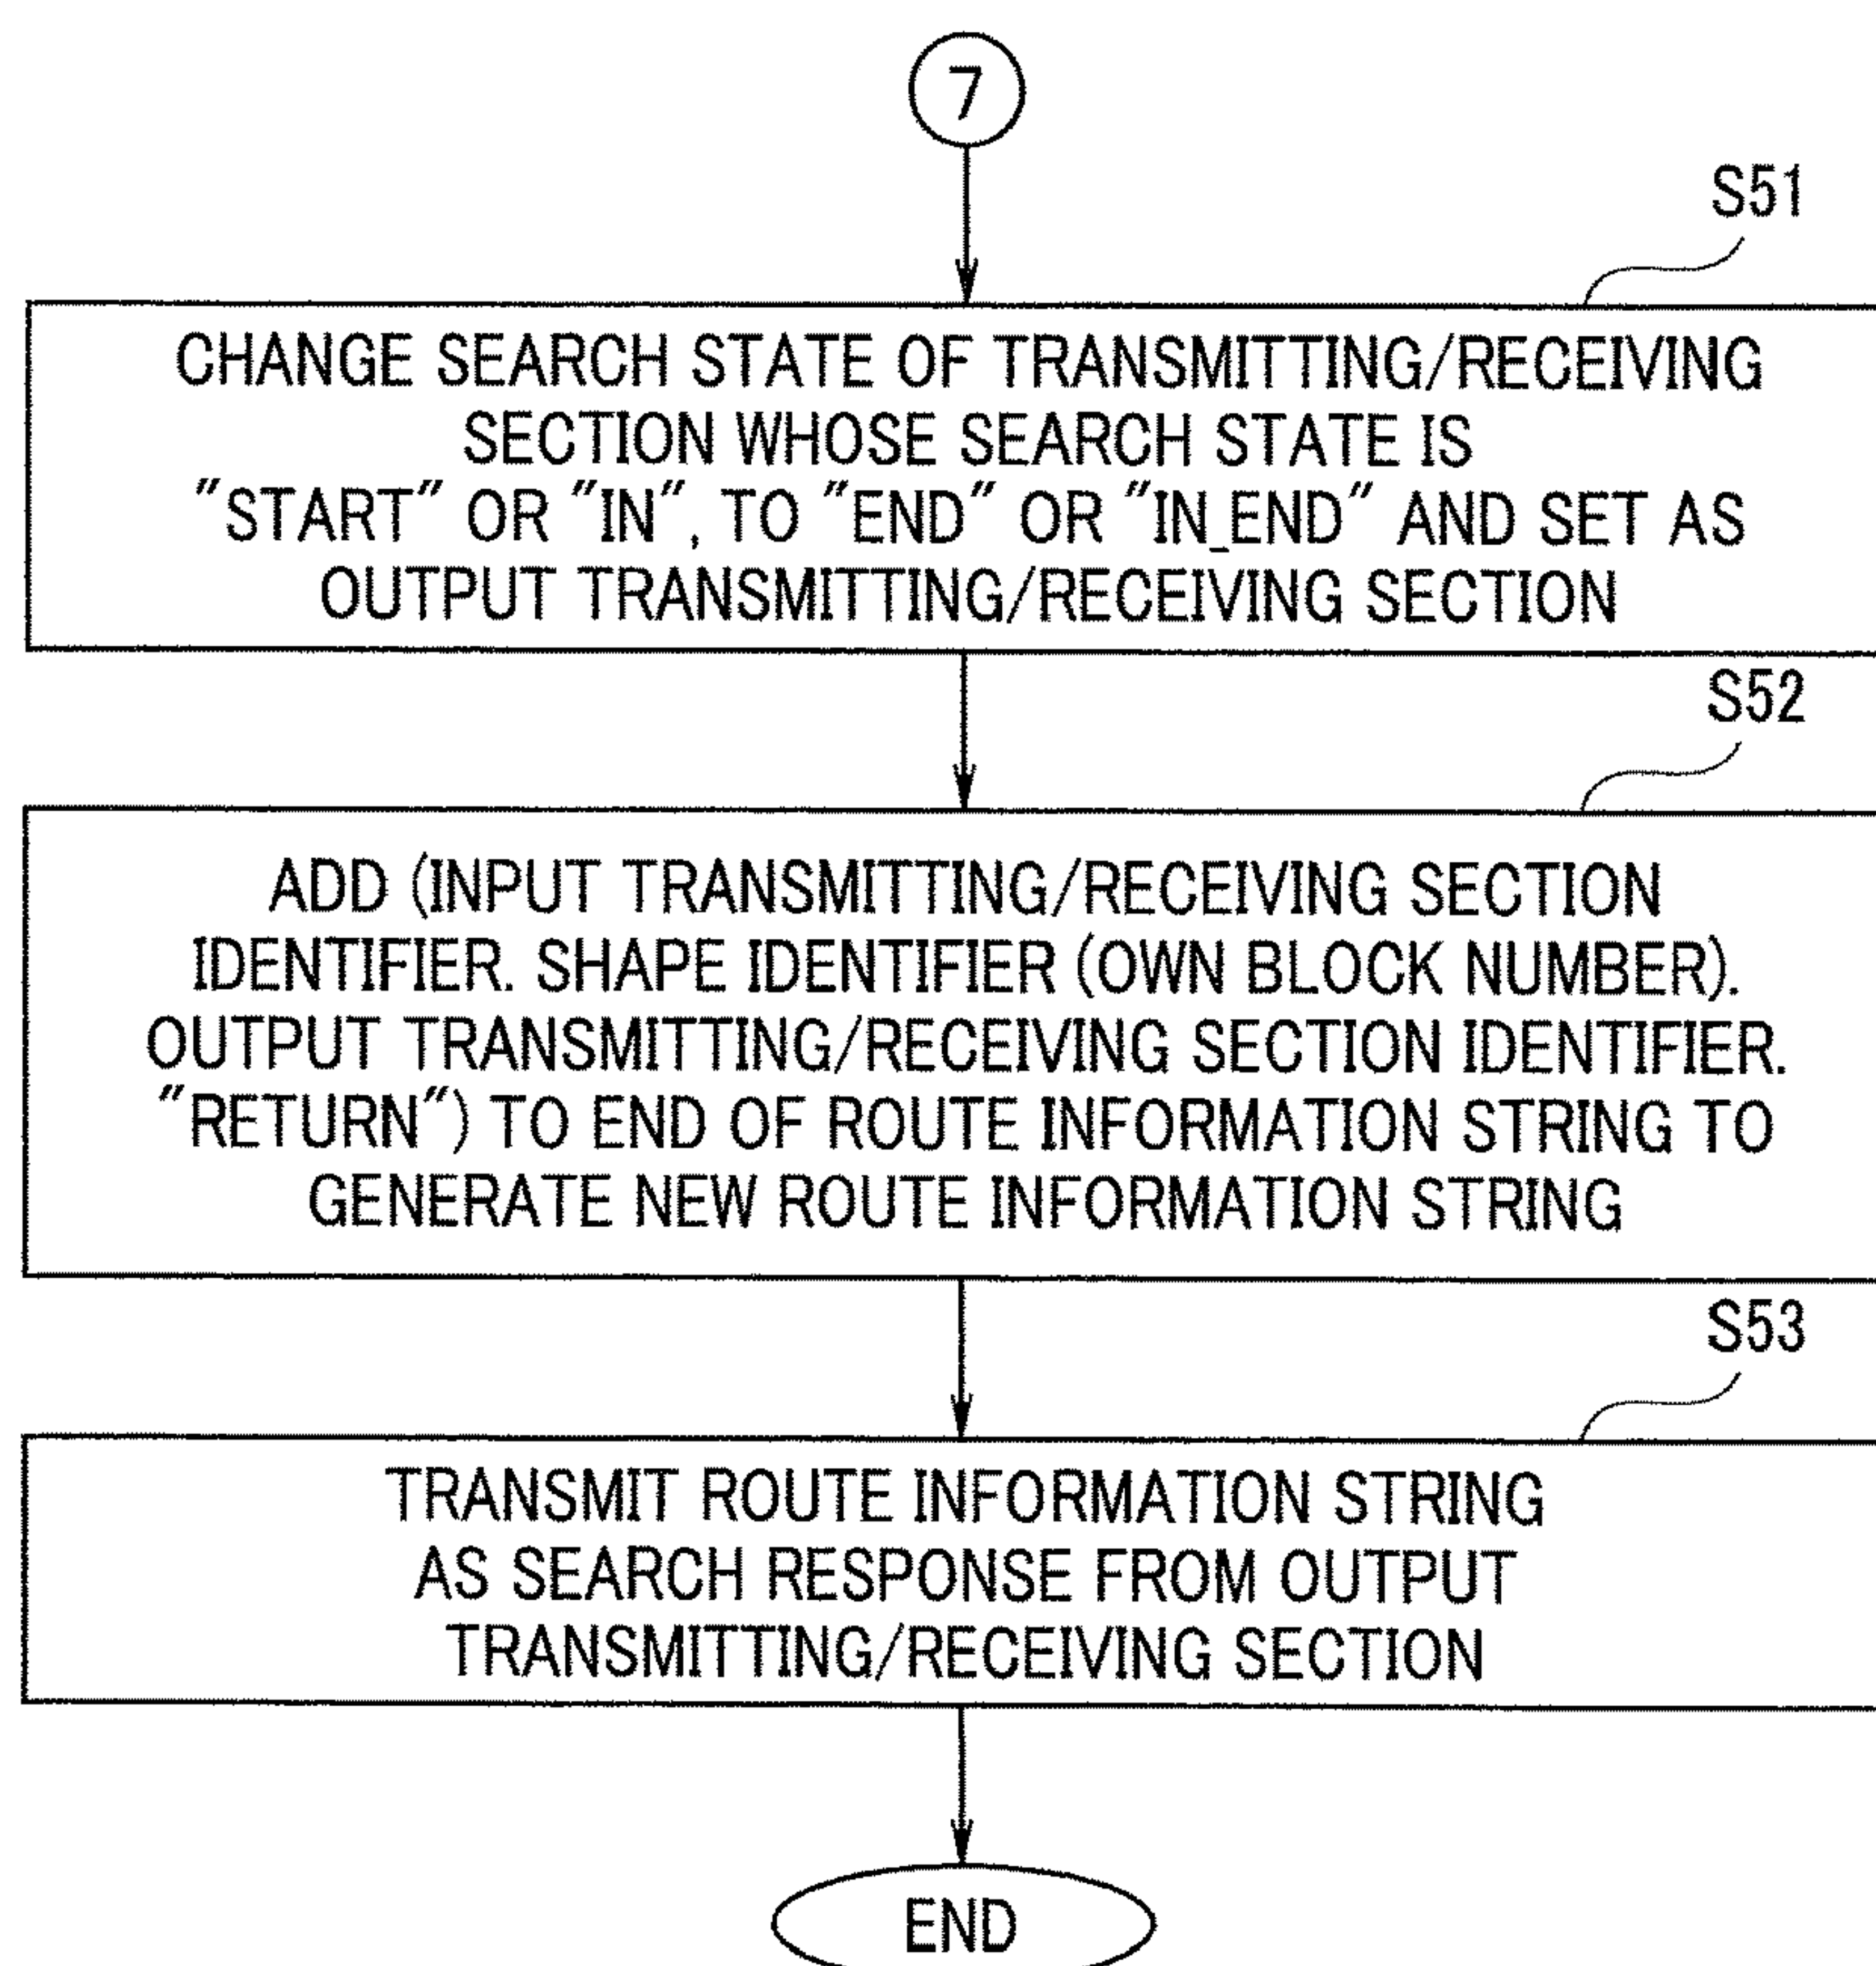 7
S51
CHANGE SEARCH STATE OF TRANSMITTING/RECEIVING
SECTION WHOSE SEARCH STATE IS
"START" OR "IN", TO "END" OR "IN_END" AND SET AS
OUTPUT TRANSMITTING/RECEIVING SECTION
S52
ADD (INPUT TRANSMITTING/RECEIVING SECTION
IDENTIFIER. SHAPE IDENTIFIER (OWN BLOCK NUMBER).
OUTPUT TRANSMITTING/RECEIVING SECTION IDENTIFIER.
"RETURN") TO END OF ROUTE INFORMATION STRING TO
GENERATE NEW ROUTE INFORMATION STRING
S53
TRANSMIT ROUTE INFORMATION STRING
AS SEARCH RESPONSE FROM OUTPUT
TRANSMITTING/RECEIVING SECTION
END